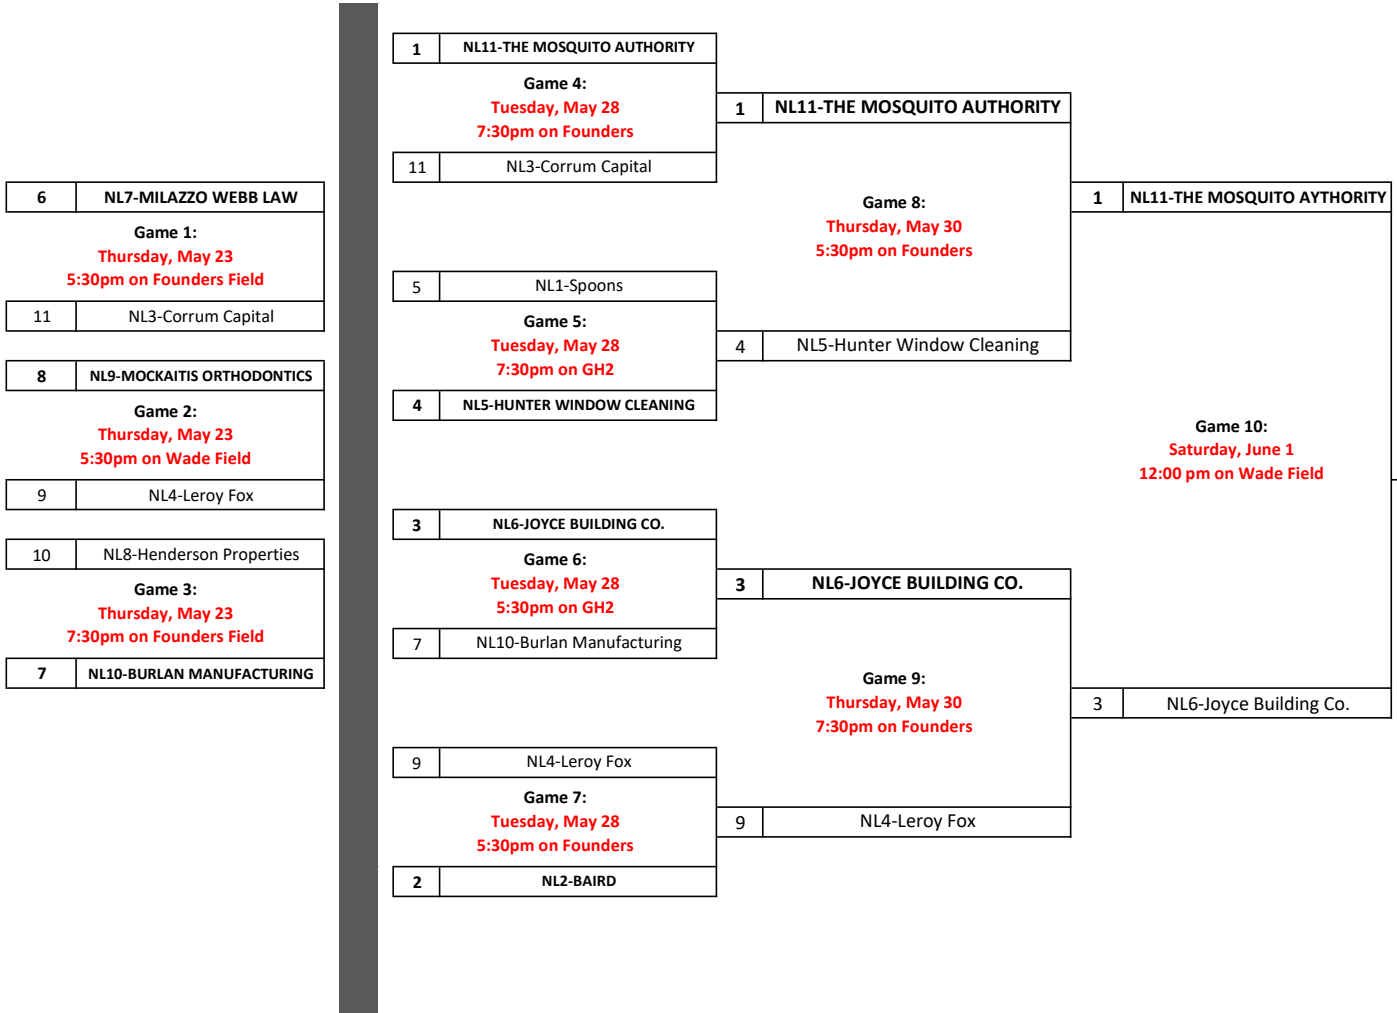 6 NL7-MILAZZO WEBB LAW
Game 1:
Thursday, May 23
5:30pm on Founders Field
11 NL3-Corrum Capital
8 NL9-MOCKAITIS ORTHODONTICS
Game 2:
Thursday, May 23
5:30pm on Wade Field
9 NL4-Leroy Fox
10 NL8-Henderson Properties
Game 3:
Thursday, May 23
7:30pm on Founders Field
7 NL10-BURLAN MANUFACTURING
1 NL11-THE MOSQUITO AUTHORITY
Game 4:
Tuesday, May 28
7:30pm on Founders
11 NL3-Corrum Capital
5 NL1-Spoons
Game 5:
Tuesday, May 28
7:30pm on GH2
4 NL5-HUNTER WINDOW CLEANING
3 NL6-JOYCE BUILDING CO.
Game 6:
Tuesday, May 28
5:30pm on GH2
7 NL10-Burlan Manufacturing
9 NL4-Leroy Fox
Game 7:
Tuesday, May 28
5:30pm on Founders
2 NL2-BAIRD
1 NL11-THE MOSQUITO AUTHORITY
Game 8:
Thursday, May 30
5:30pm on Founders
4 NL5-Hunter Window Cleaning
3 NL6-JOYCE BUILDING CO.
Game 9:
Thursday, May 30
7:30pm on Founders
9 NL4-Leroy Fox
1 NL11-THE MOSQUITO AYTHORITY
Game 10:
Saturday, June 1
12:00 pm on Wade Field
3 NL6-Joyce Building Co.